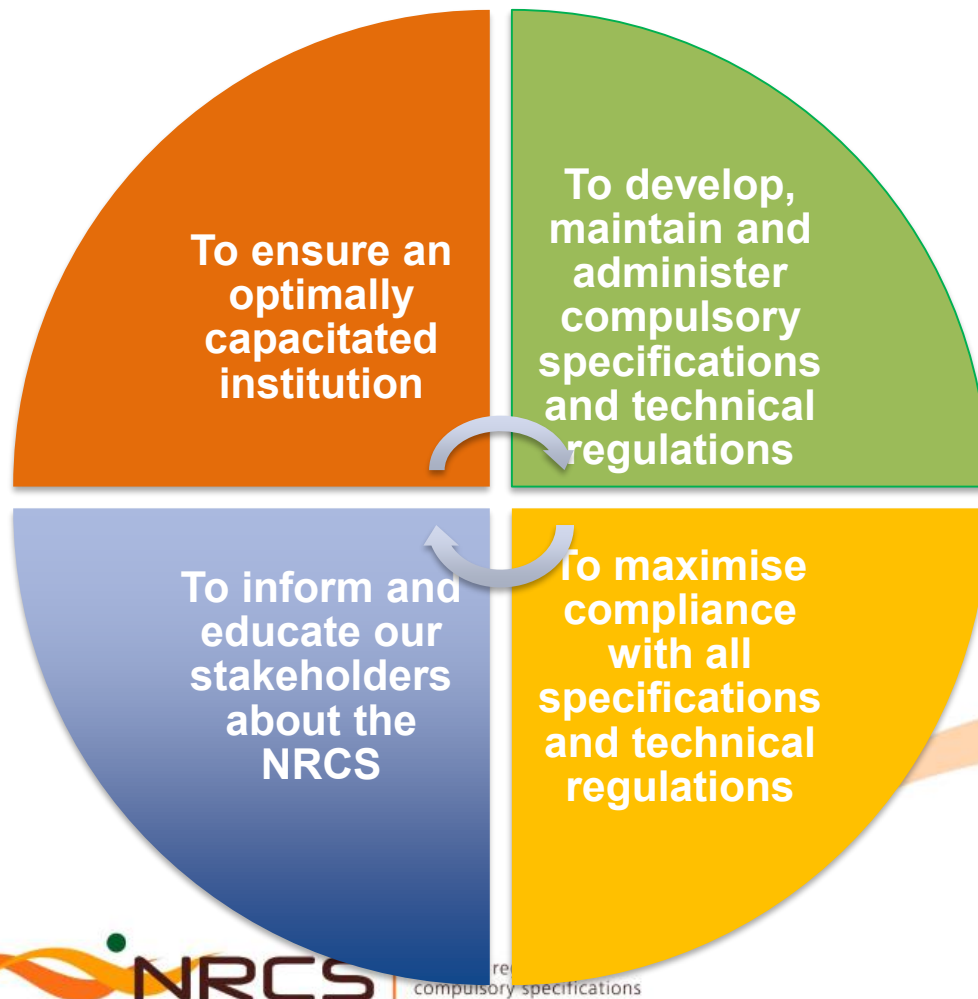 To ensure an
optimally
capacitated
institution
To develop,
maintain and
administer
compulsory
specifications
and technical
regulations
To inform and
educate our
stakeholders
about the
NRCS
To maximise
compliance
with all
specifications
and technical
regulations
NRCS
compulsory specifications